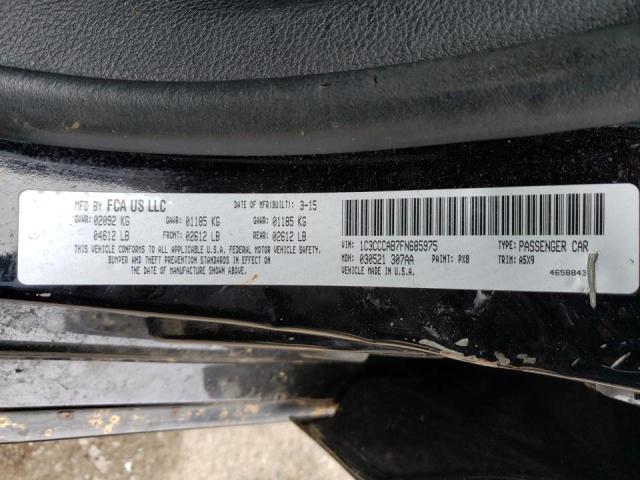 MFD BY FCA US LLC DATE OF MFR(BUILT): 3-15
GVWR: 02092 KG GAWR: 01185 KG GAWR: 01185 KG
04612 LB FRONT: 02612 LB REAR: 02612 LB
THIS VEHICLE CONFORMS TO ALL APPLICABLE U.S.A. FEDERAL MOTOR VEHICLE SAFETY,
BUMPER AND THEFT PREVENTION STANDARDS IN EFFECT ON
THE DATE OF MANUFACTURE SHOWN ABOVE.
VIN: 1C3CCCAB7FN685975 TYPE: PASSENGER CAR
MDH: 030521 307AA PAINT: PX8 TRIM: A5X9
VEHICLE MADE IN U.S.A.
4658843